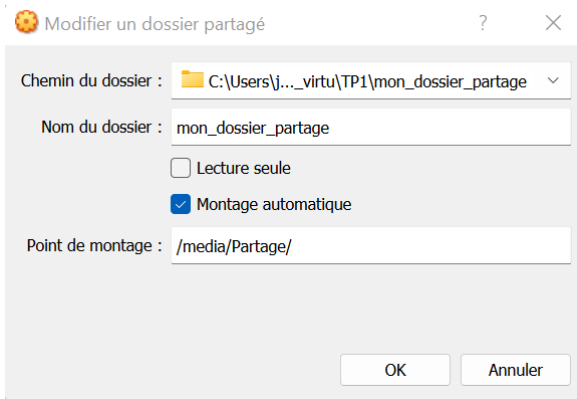 Modifier un dossier partagé ?
Chemin du dossier : C:\Users\j..._virtu\TP1\mon_dossier_partage
Nom du dossier : mon_dossier_partage
Lecture seule
Montage automatique
Point de montage : /media/Partage/
OK Annuler